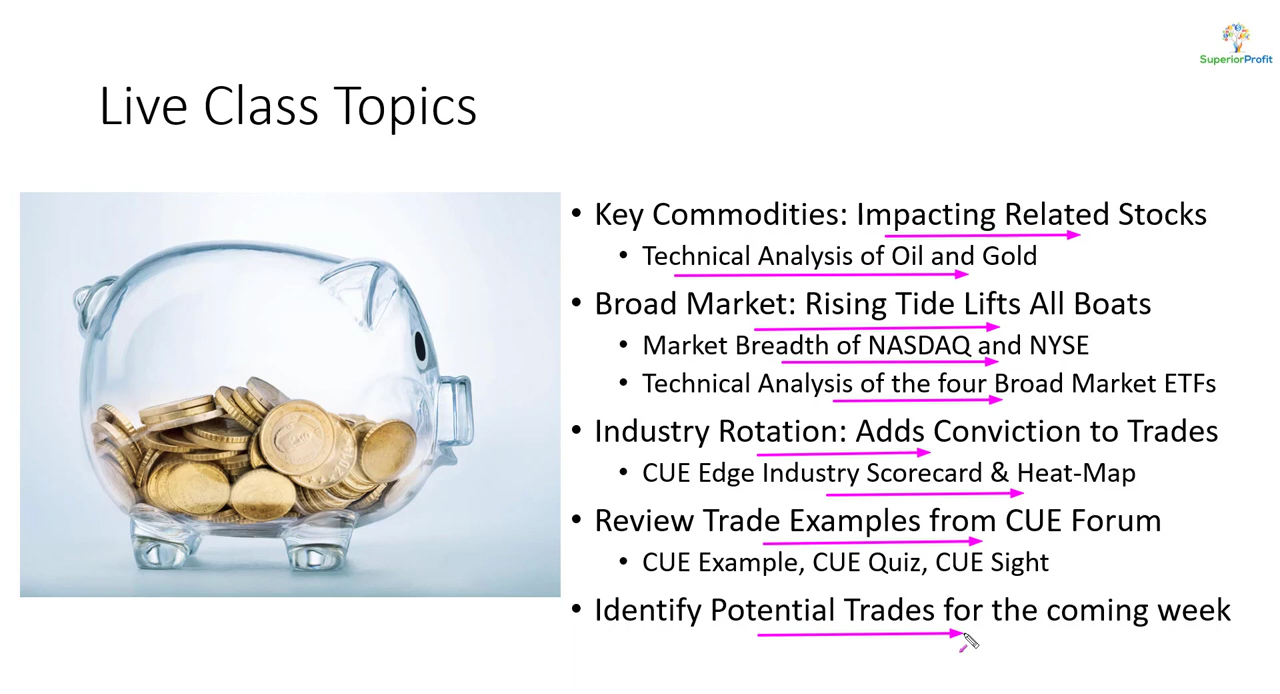 SuperiorProfit
Live Class Topics
• Key Commodities: Impacting Related Stocks
• Technical Analysis of Oil and Gold
• Broad Market: Rising Tide Lifts All Boats
• Market Breadth of NASDAQ and NYSE
• Technical Analysis of the four Broad Market ETFs
• Industry Rotation: Adds Conviction to Trades
• CUE Edge Industry Scorecard & Heat-Map
• Review Trade Examples from CUE Forum
• CUE Example, CUE Quiz, CUE Sight
• Identify Potential Trades for the coming week